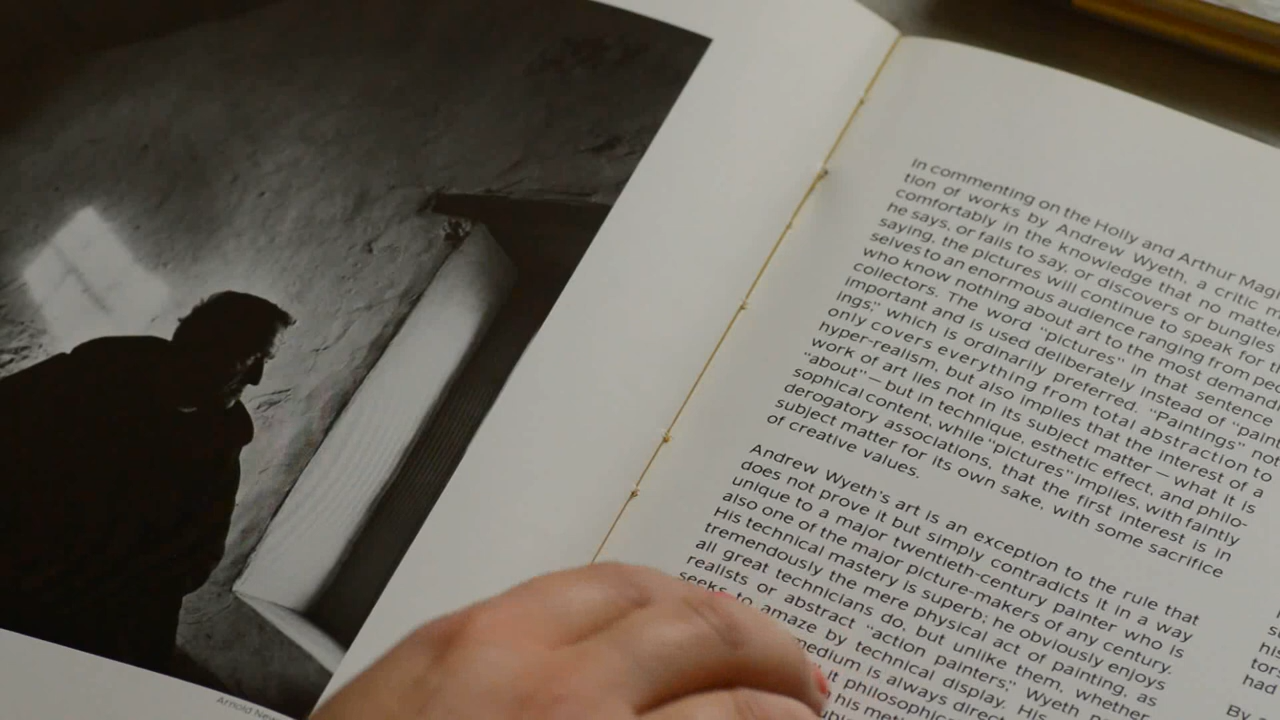 Arnold
In commenting on the Holly and Arthur
tion of works by Andrew Wyeth, a critic
comfortably in the knowledge that no matter
he says, or fails to say, or discovers or bungles
saying, the pictures will continue to speak for
selves to an enormous audience ranging from
who know nothing about art to the most
collectors. The word “pictures” in that sentence
important and is used deliberately instead of
ings,” which is ordinarily preferred. “Paintings” not
only covers everything from total abstraction to
hyper-realism, but also implies that the interest of a
work of art lies not in its subject matter — what it is
“about” — but in technique, esthetic effect, and philo-
sophical content, while “pictures” implies, with faintly
derogatory associations, that the first interest is in
subject matter for its own sake, with some sacrifice
of creative values.
Andrew Wyeth’s art is an exception to the rule that
does not prove it but simply contradicts it in a way
unique to a major twentieth-century painter who is
also one of the major picture-makers of any century.
His technical mastery is superb; he obviously enjoys
tremendously the mere physical act of painting, as
all great technicians do, but unlike them, whether
realists or abstract “action painters,” Wyeth
seeks to amaze by technical display. His
medium is always
it
his
had
By